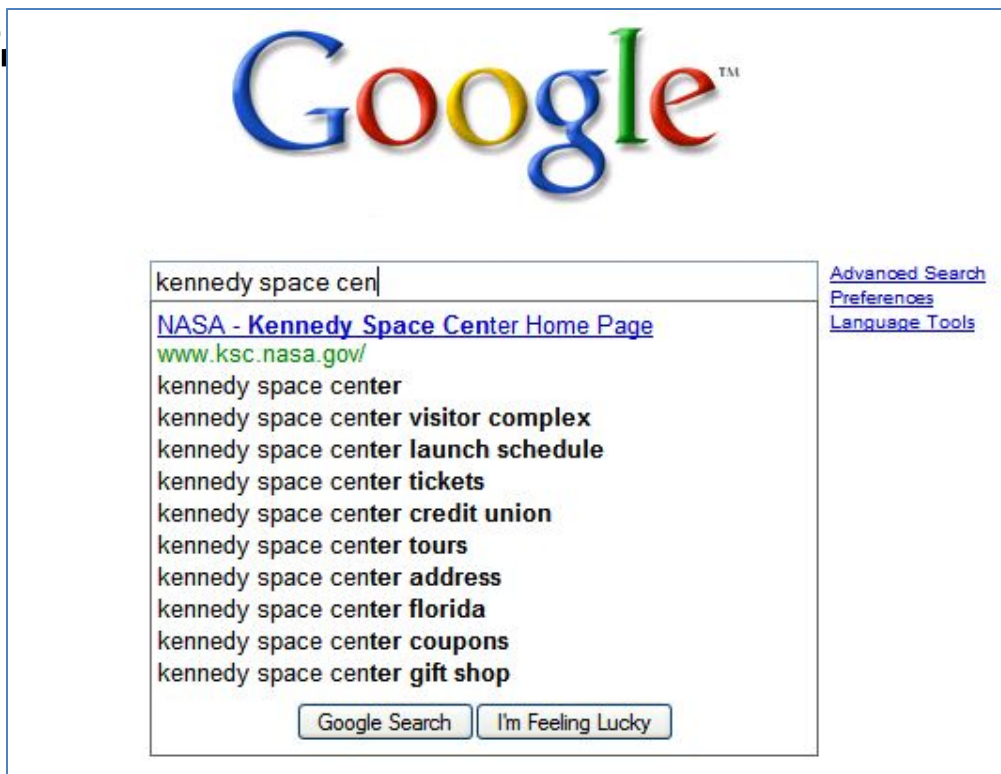 Google™
kennedy space cen
Advanced Search
Preferences
Language Tools
NASA - Kennedy Space Center Home Page
www.ksc.nasa.gov/
kennedy space center
kennedy space center visitor complex
kennedy space center launch schedule
kennedy space center tickets
kennedy space center credit union
kennedy space center tours
kennedy space center address
kennedy space center florida
kennedy space center coupons
kennedy space center gift shop
Google Search I'm Feeling Lucky